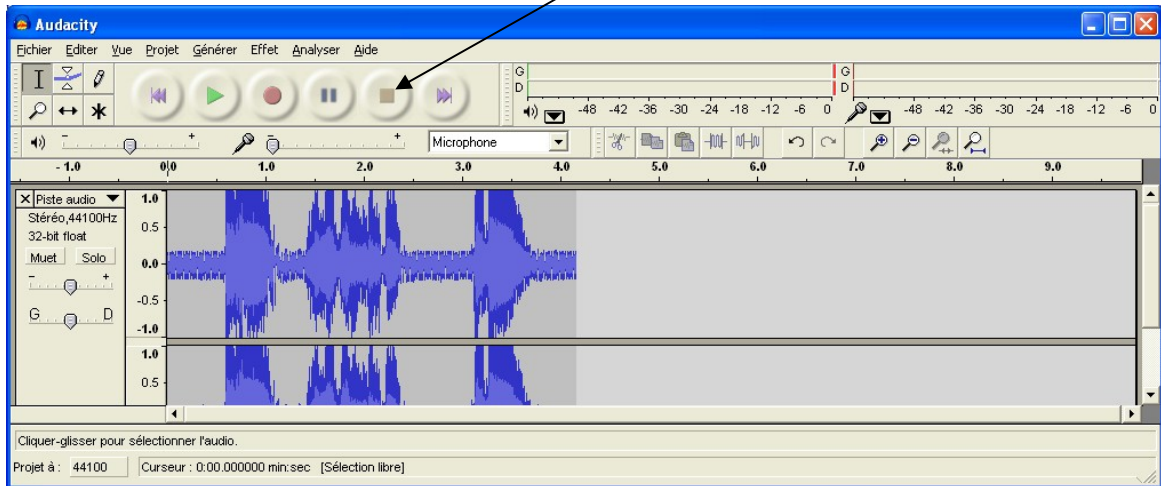 Audacity
Fichier Editer Vue Projet Générer Effet Analyser Aide
G
D
-48 -42 -36 -30 -24 -18 -12 -6 0
G
D
-48 -42 -36 -30 -24 -18 -12 -6 0
- + - + Microphone
- 1.0 0,0 1.0 2.0 3.0 4.0 5.0 6.0 7.0 8.0 9.0
X Piste audio
Stéréo,44100Hz
32-bit float
Muet Solo
- +
G D
1.0
0.5
0.0
-0.5
-1.0
1.0
0.5
Cliquer-glisser pour sélectionner l'audio.
Projet à : 44100 Curseur : 0:00.000000 min:sec [Sélection libre]